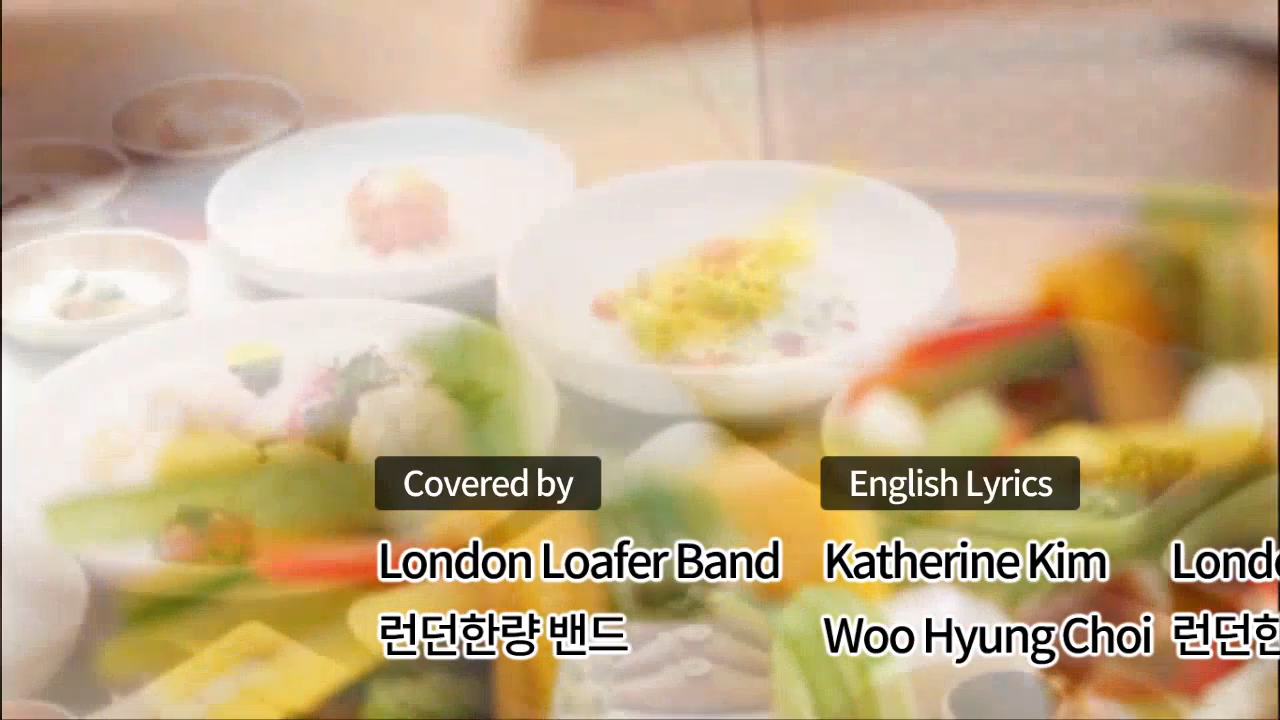 Covered by
London Loafer Band
런던한량 밴드
English Lyrics
Katherine Kim
Woo Hyung Choi